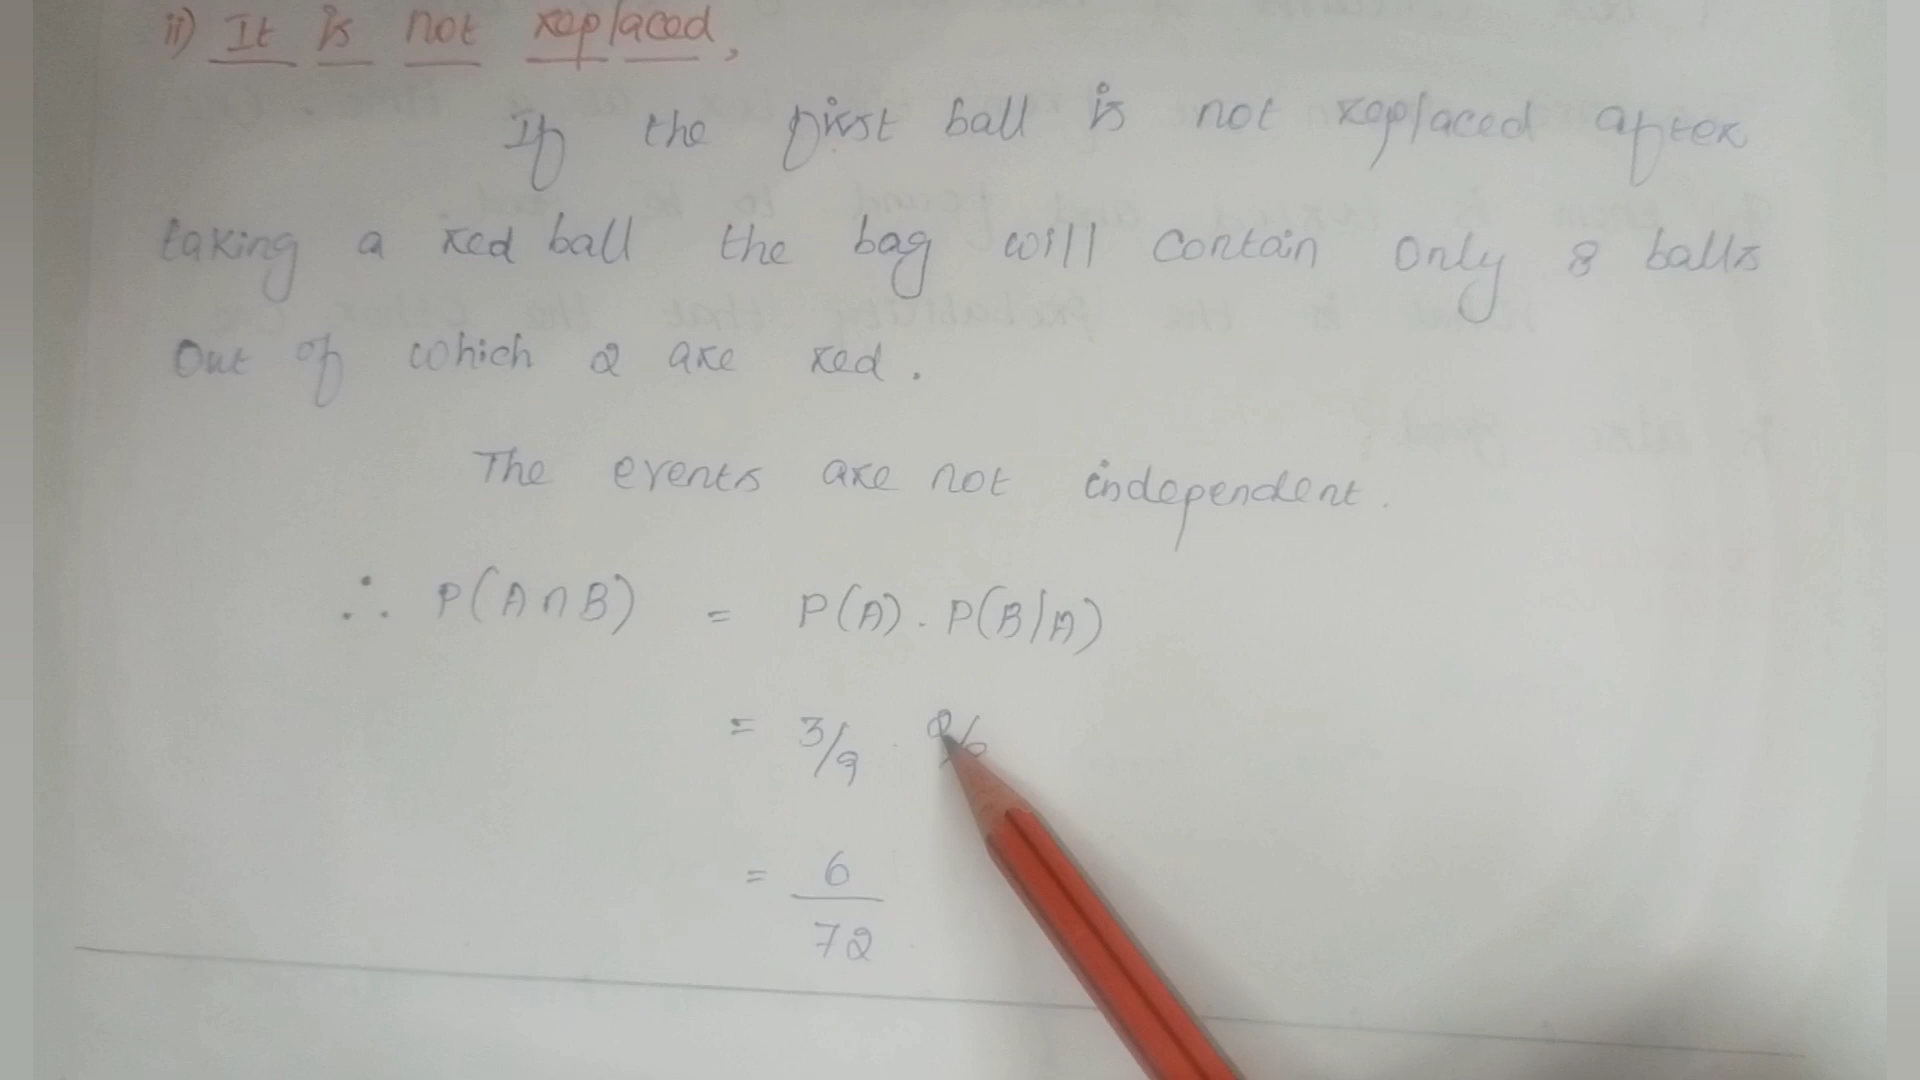 ii) It is not replaced,
If the first ball is not replaced after
taking a red ball the bag will contain only 8 balls
Out of which 2 are red.
The events are not independent.
∴ P(A∩B) = P(A). P(B/A)
= 3/9 . 2/8
= 6
72